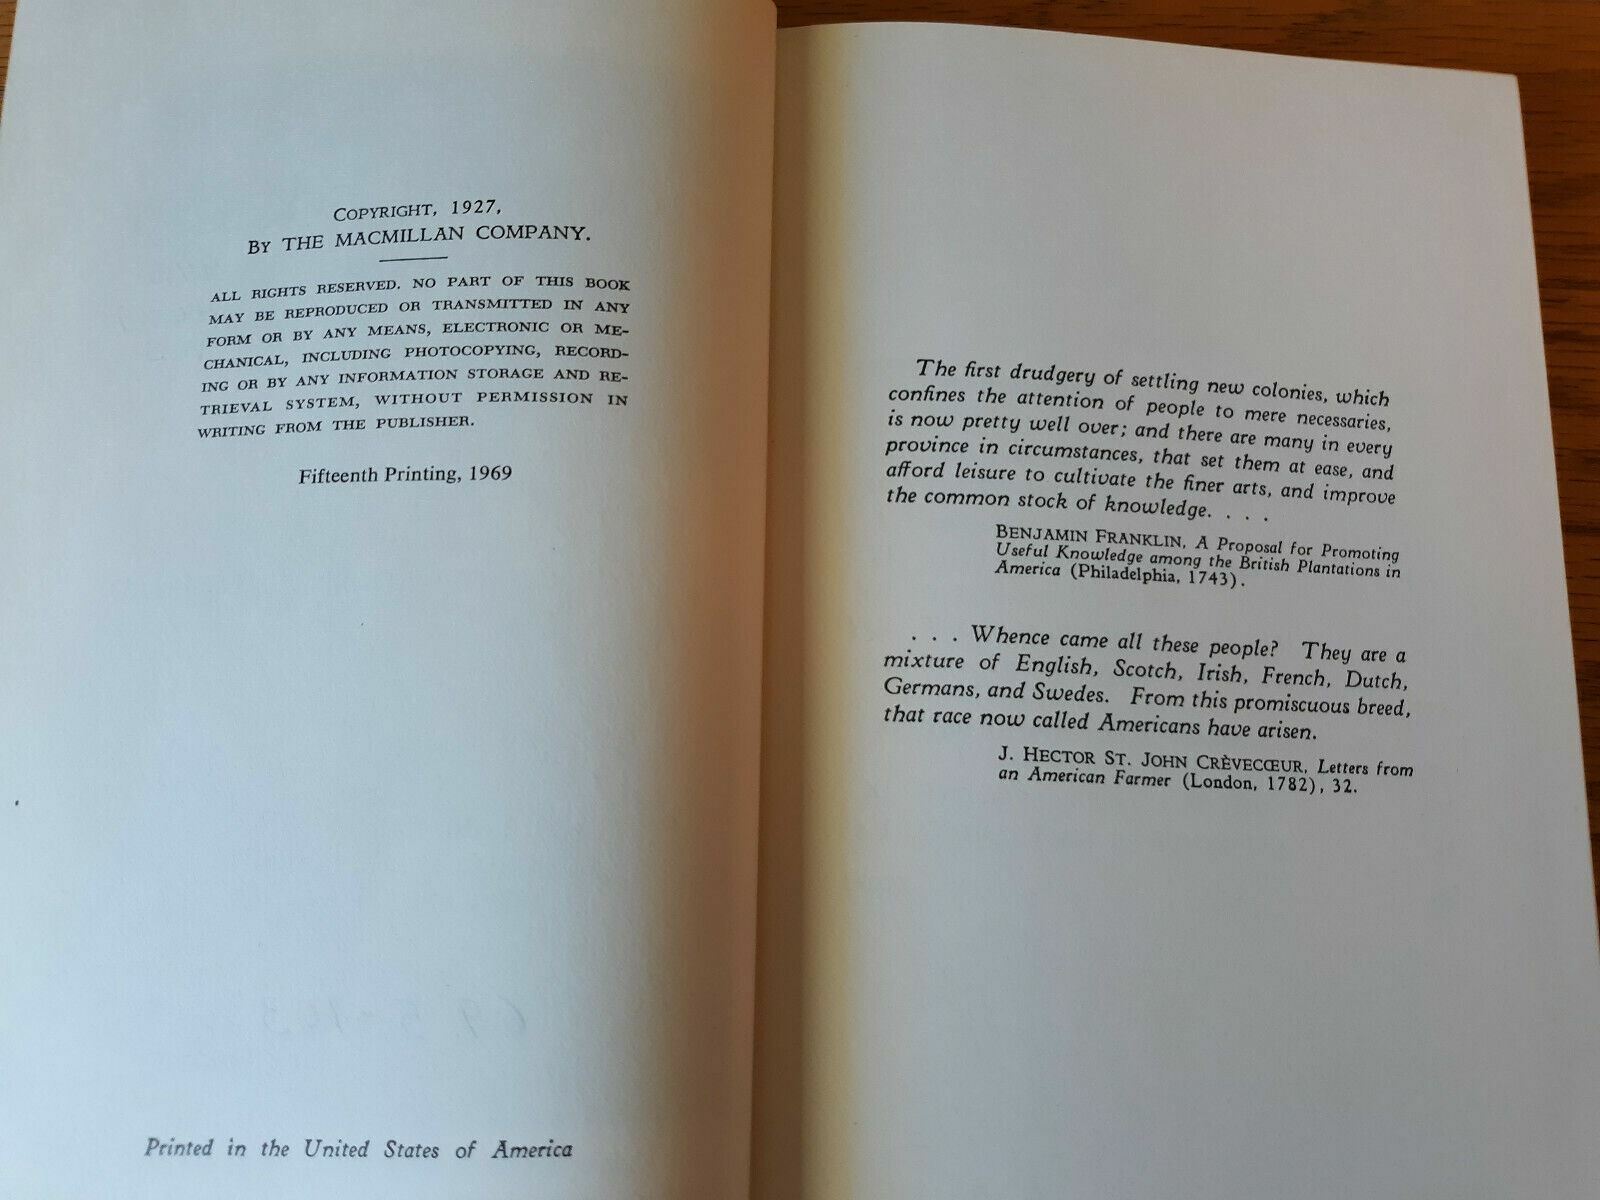 COPYRIGHT, 1927,
BY THE MACMILLAN COMPANY.
ALL RIGHTS RESERVED. NO PART OF THIS BOOK
MAY BE REPRODUCED OR TRANSMITTED IN ANY
FORM OR BY ANY MEANS, ELECTRONIC OR ME-
CHANICAL, INCLUDING PHOTOCOPYING, RECORD-
ING OR BY ANY INFORMATION STORAGE AND RE-
TRIEVAL SYSTEM, WITHOUT PERMISSION IN
WRITING FROM THE PUBLISHER.
Fifteenth Printing, 1969
Printed in the United States of America
The first drudgery of settling new colonies, which
confines the attention of people to mere necessaries,
is now pretty well over; and there are many in every
province in circumstances, that set them at ease, and
afford leisure to cultivate the finer arts, and improve
the common stock of knowledge. . . .
BENJAMIN FRANKLIN, A Proposal for Promoting
Useful Knowledge among the British Plantations in
America (Philadelphia, 1743).
. . . Whence came all these people? They are a
mixture of English, Scotch, Irish, French, Dutch,
Germans, and Swedes. From this promiscuous breed,
that race now called Americans have arisen.
J. HECTOR ST. JOHN CRÈVECŒUR, Letters from
an American Farmer (London, 1782), 32.